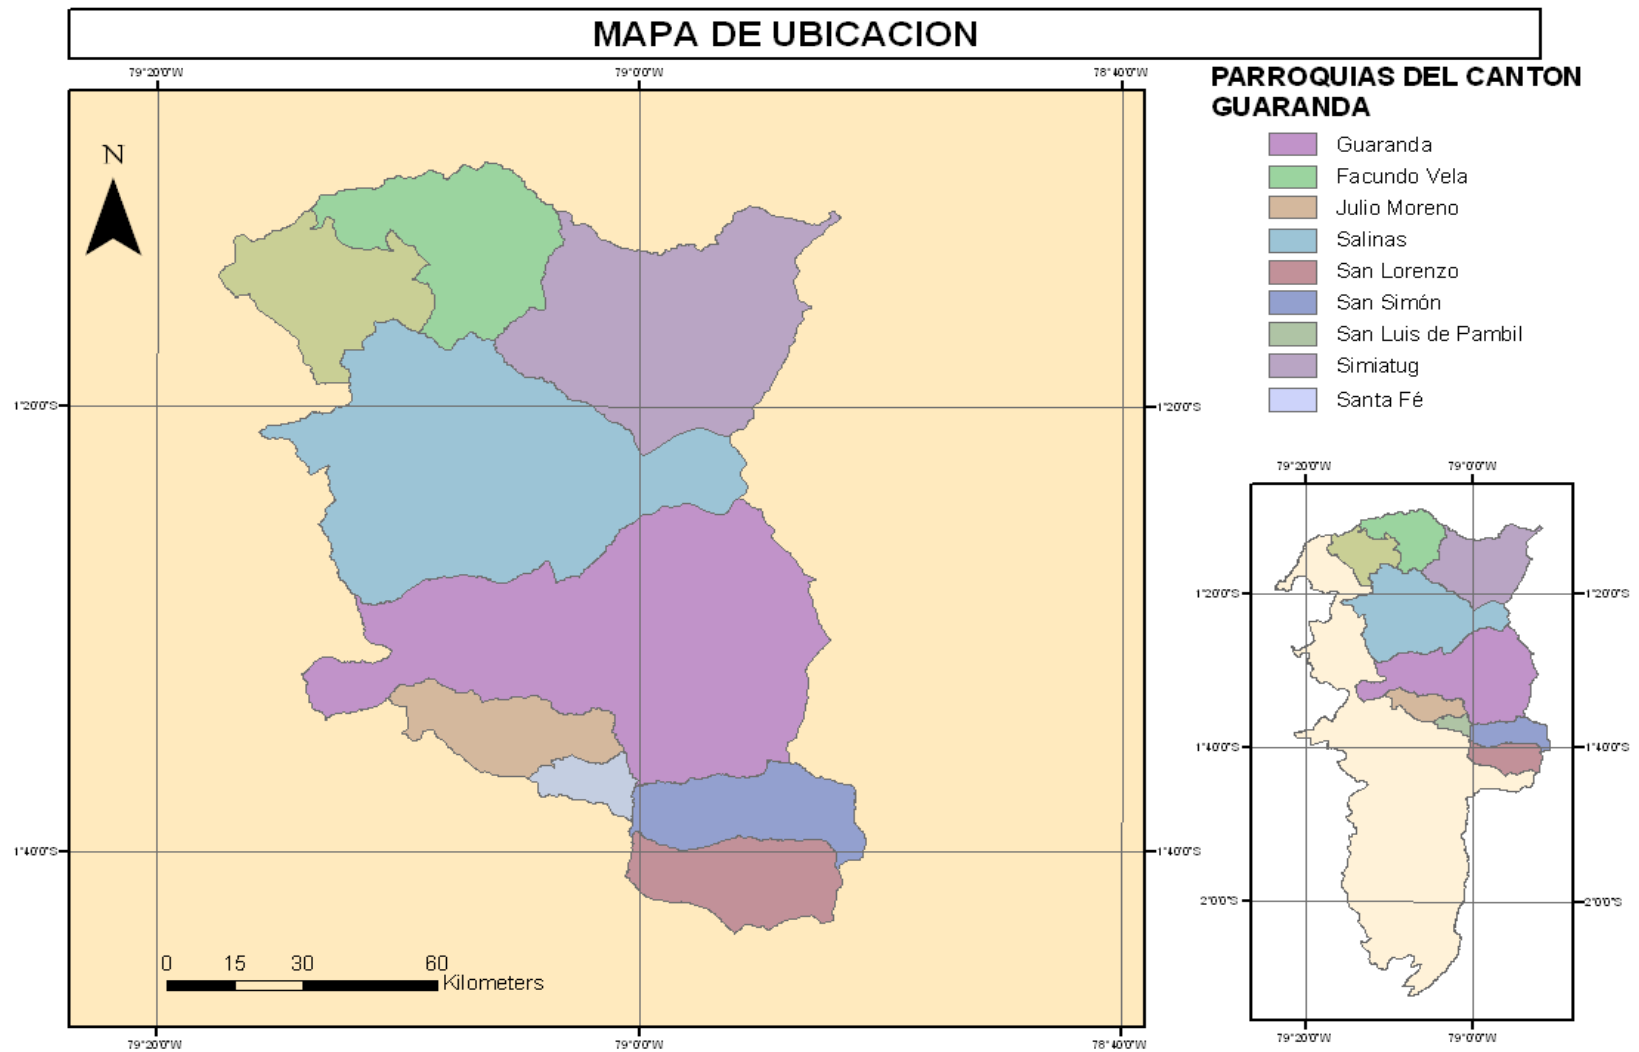 MAPA DE UBICACION
79°20'0"W 79°0'0"W 78°40'0"W
N
1°20'0"S 1°20'0"S
1°40'0"S 1°40'0"S
0 15 30 60
Kilometers
79°20'0"W 79°0'0"W 78°40'0"W
PARROQUIAS DEL CANTON
GUARANDA
Guaranda
Facundo Vela
Julio Moreno
Salinas
San Lorenzo
San Simón
San Luis de Pambil
Simiatug
Santa Fé
79°20'0"W 79°0'0"W
1°20'0"S 1°20'0"S
1°40'0"S 1°40'0"S
2°0'0"S 2°0'0"S
79°20'0"W 79°0'0"W